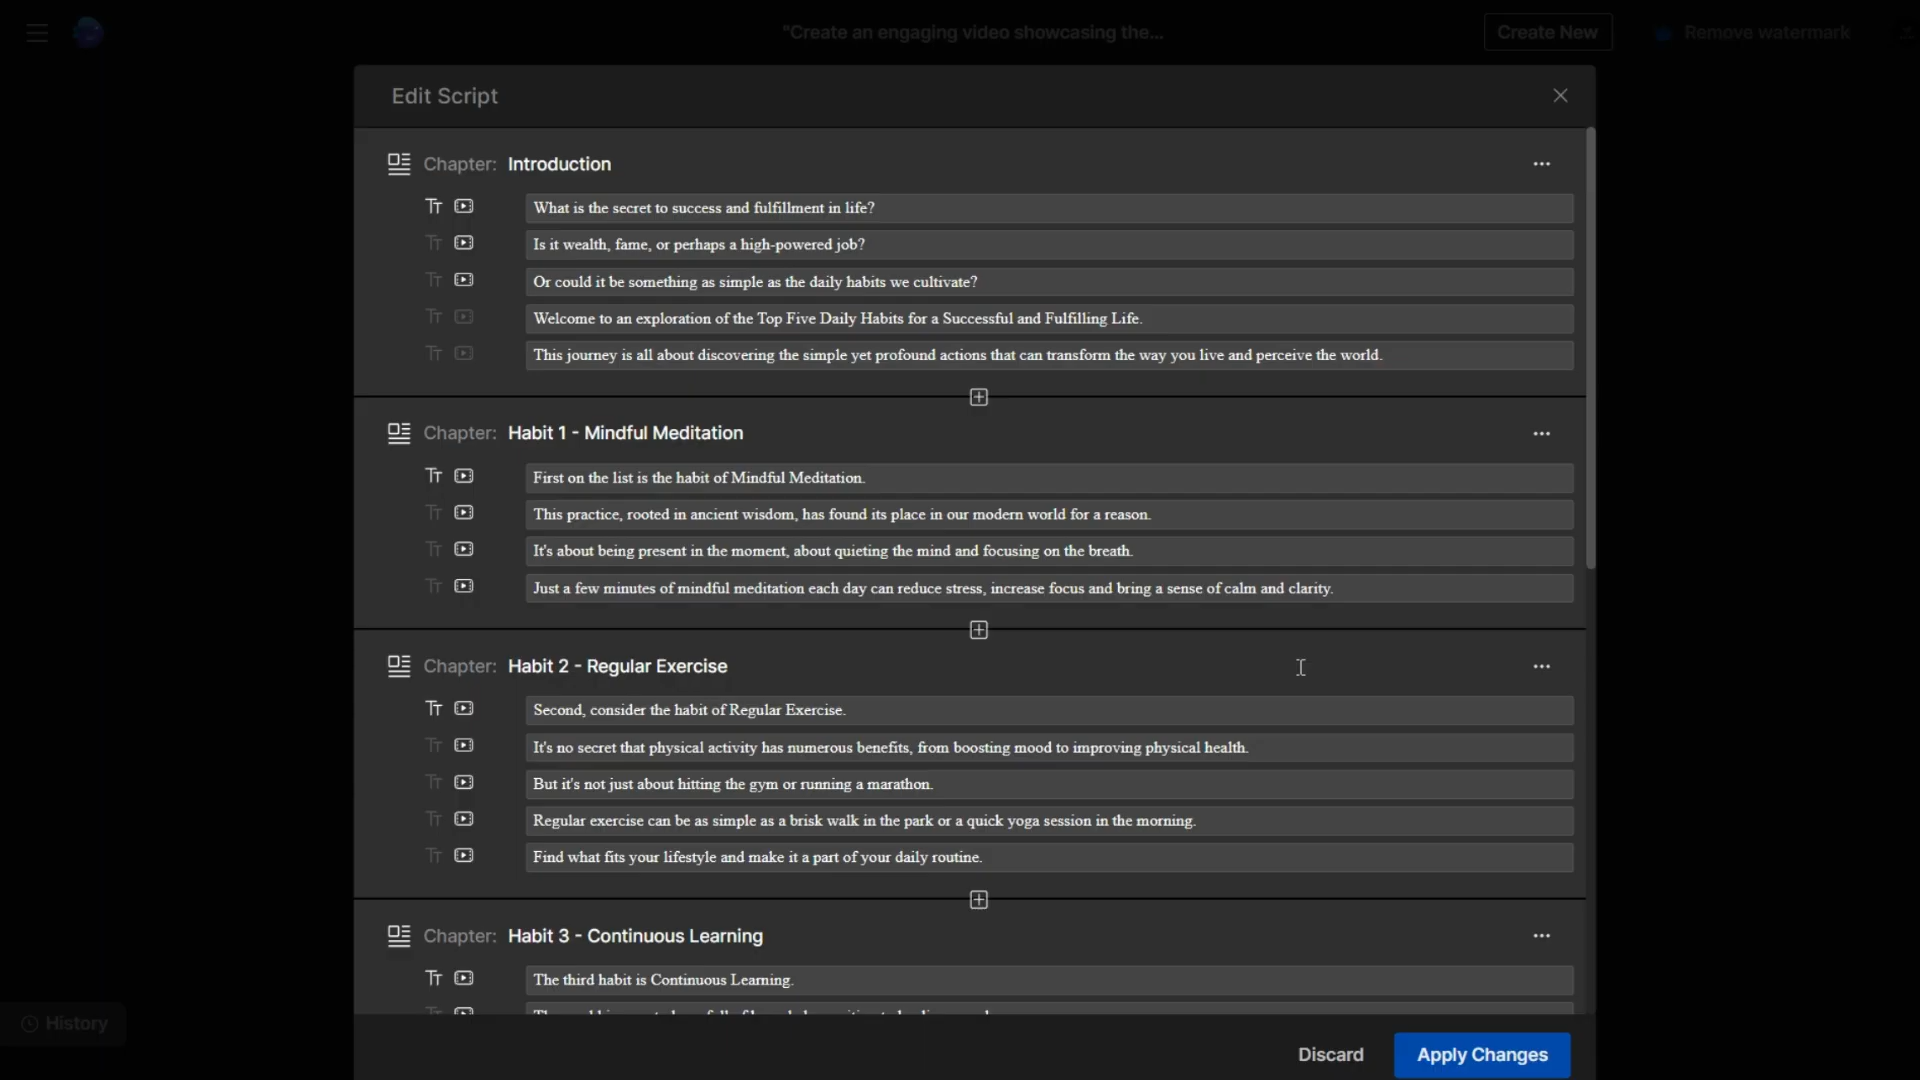 "Create an engaging video showcasing the...
Create New
Remove watermark
Edit Script
Chapter: Introduction
What is the secret to success and fulfillment in life?
Is it wealth, fame, or perhaps a high-powered job?
Or could it be something as simple as the daily habits we cultivate?
Welcome to an exploration of the Top Five Daily Habits for a Successful and Fulfilling Life.
This journey is all about discovering the simple yet profound actions that can transform the way you live and perceive the world.
Chapter: Habit 1 - Mindful Meditation
First on the list is the habit of Mindful Meditation.
This practice, rooted in ancient wisdom, has found its place in our modern world for a reason.
It's about being present in the moment, about quieting the mind and focusing on the breath.
Just a few minutes of mindful meditation each day can reduce stress, increase focus and bring a sense of calm and clarity.
Chapter: Habit 2 - Regular Exercise
Second, consider the habit of Regular Exercise.
It's no secret that physical activity has numerous benefits, from boosting mood to improving physical health.
But it's not just about hitting the gym or running a marathon.
Regular exercise can be as simple as a brisk walk in the park or a quick yoga session in the morning.
Find what fits your lifestyle and make it a part of your daily routine.
Chapter: Habit 3 - Continuous Learning
The third habit is Continuous Learning.
History
Discard
Apply Changes